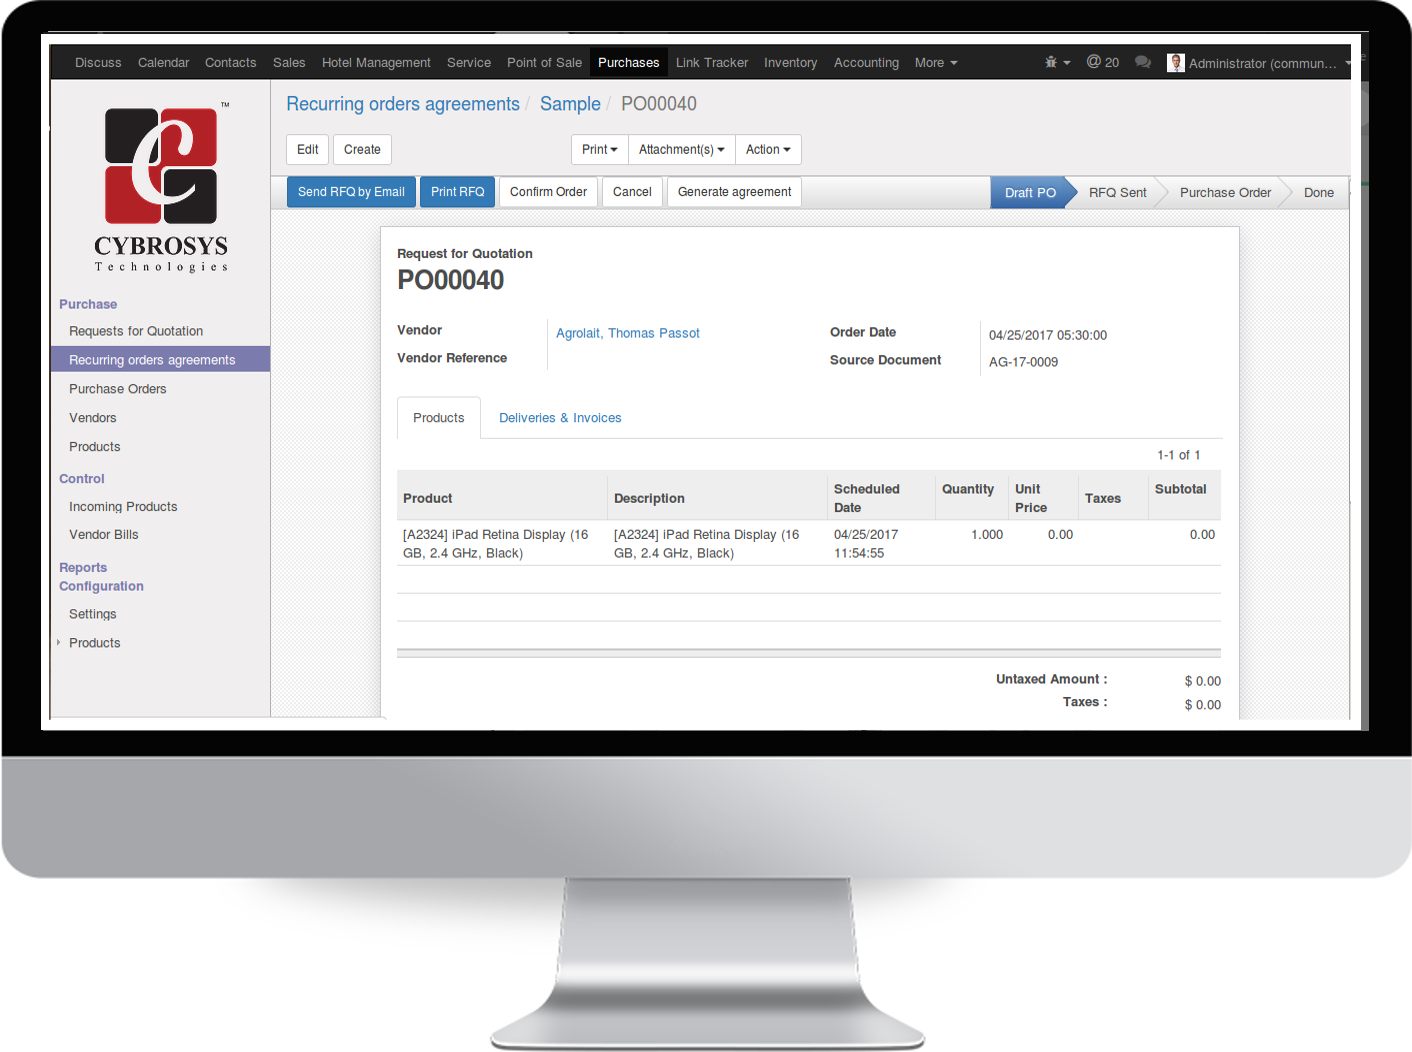 Discuss Calendar Contacts Sales Hotel Management Service Point of Sale Purchases Link Tracker Inventory Accounting More @ 20 Administrator (commun...
Recurring orders agreements / Sample / PO00040
Edit Create Print Attachment(s) Action
Send RFQ by Email Print RFQ Confirm Order Cancel Generate agreement Draft PO RFQ Sent Purchase Order Done
TM
CYBROSYS
Technologies
Purchase
Requests for Quotation
Recurring orders agreements
Purchase Orders
Vendors
Products
Control
Incoming Products
Vendor Bills
Reports
Configuration
Settings
Products
Request for Quotation
PO00040
Vendor Agrolait, Thomas Passot
Vendor Reference
Order Date 04/25/2017 05:30:00
Source Document AG-17-0009
Products Deliveries & Invoices
1-1 of 1
Product Description Scheduled Date Quantity Unit Price Taxes Subtotal
[A2324] iPad Retina Display (16 [A2324] iPad Retina Display (16 04/25/2017 1.000 0.00 0.00
GB, 2.4 GHz, Black) GB, 2.4 GHz, Black) 11:54:55
Untaxed Amount : $ 0.00
Taxes : $ 0.00